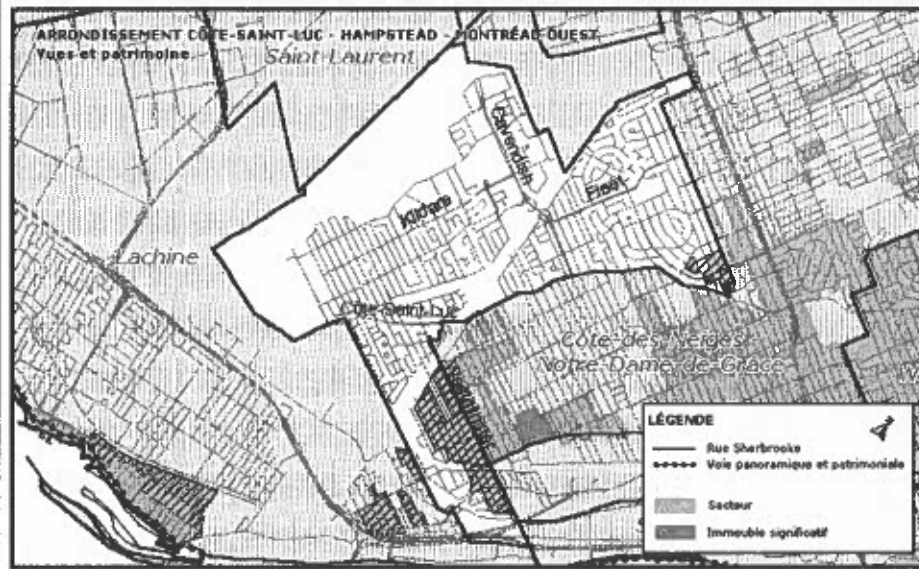 ARRONDISSEMENT CÔTE-SAINT-LUC - HAMPSTEAD - MONTRÉAL-OUEST
Vues et patrimoine
Saint-Laurent
Cavendish
Kildare
Fleet
Lachine
Côte-Saint-Luc
Côte-des-Neiges-
Notre-Dame-de-Grâce
LÉGENDE
Rue Sherbrooke
Voie panoramique et patrimoniale
Secteur
Immeuble significatif